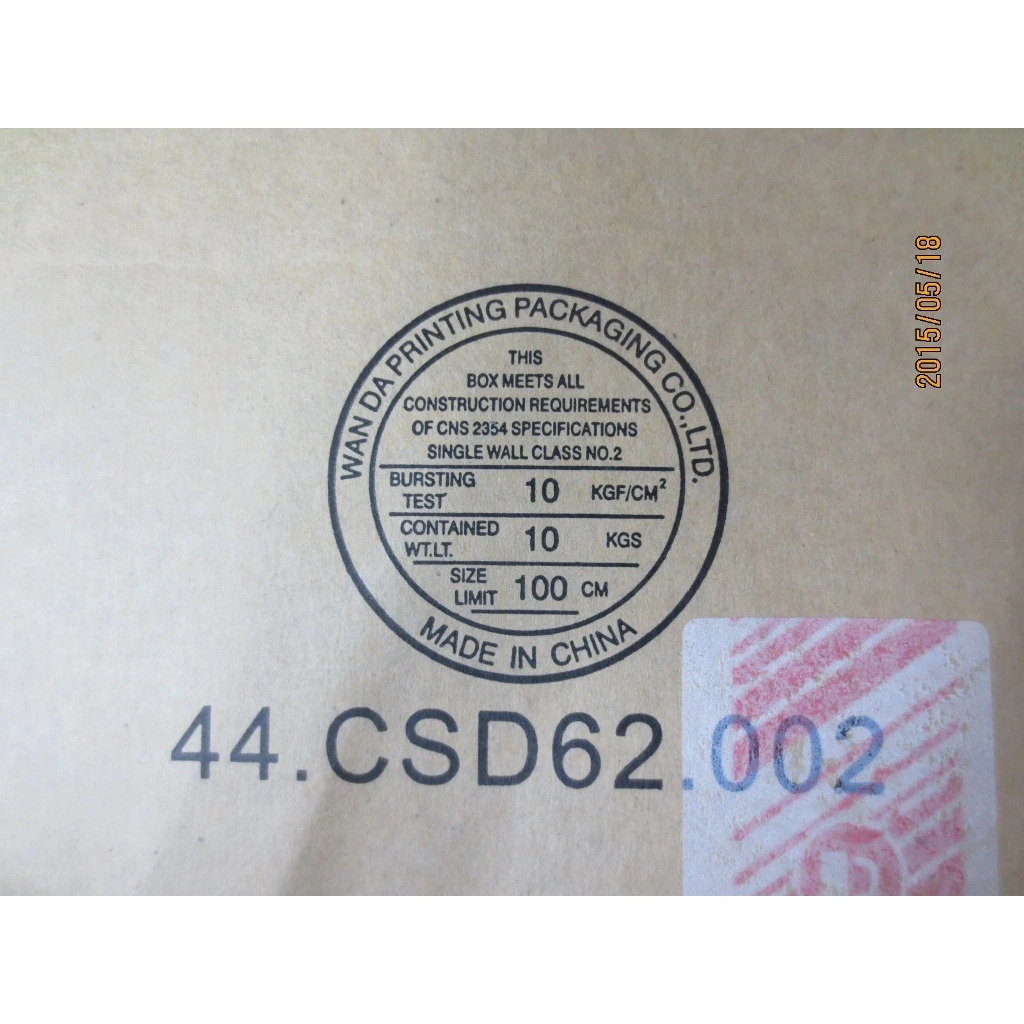 WAN DA PRINTING PACKAGING CO.,LTD.
THIS
BOX MEETS ALL
CONSTRUCTION REQUIREMENTS
OF CNS 2354 SPECIFICATIONS
SINGLE WALL CLASS NO.2
BURSTING TEST 10 KGF/CM²
CONTAINED WT.LT. 10 KGS
SIZE LIMIT 100 CM
MADE IN CHINA
44.CSD62.002
2015/05/18